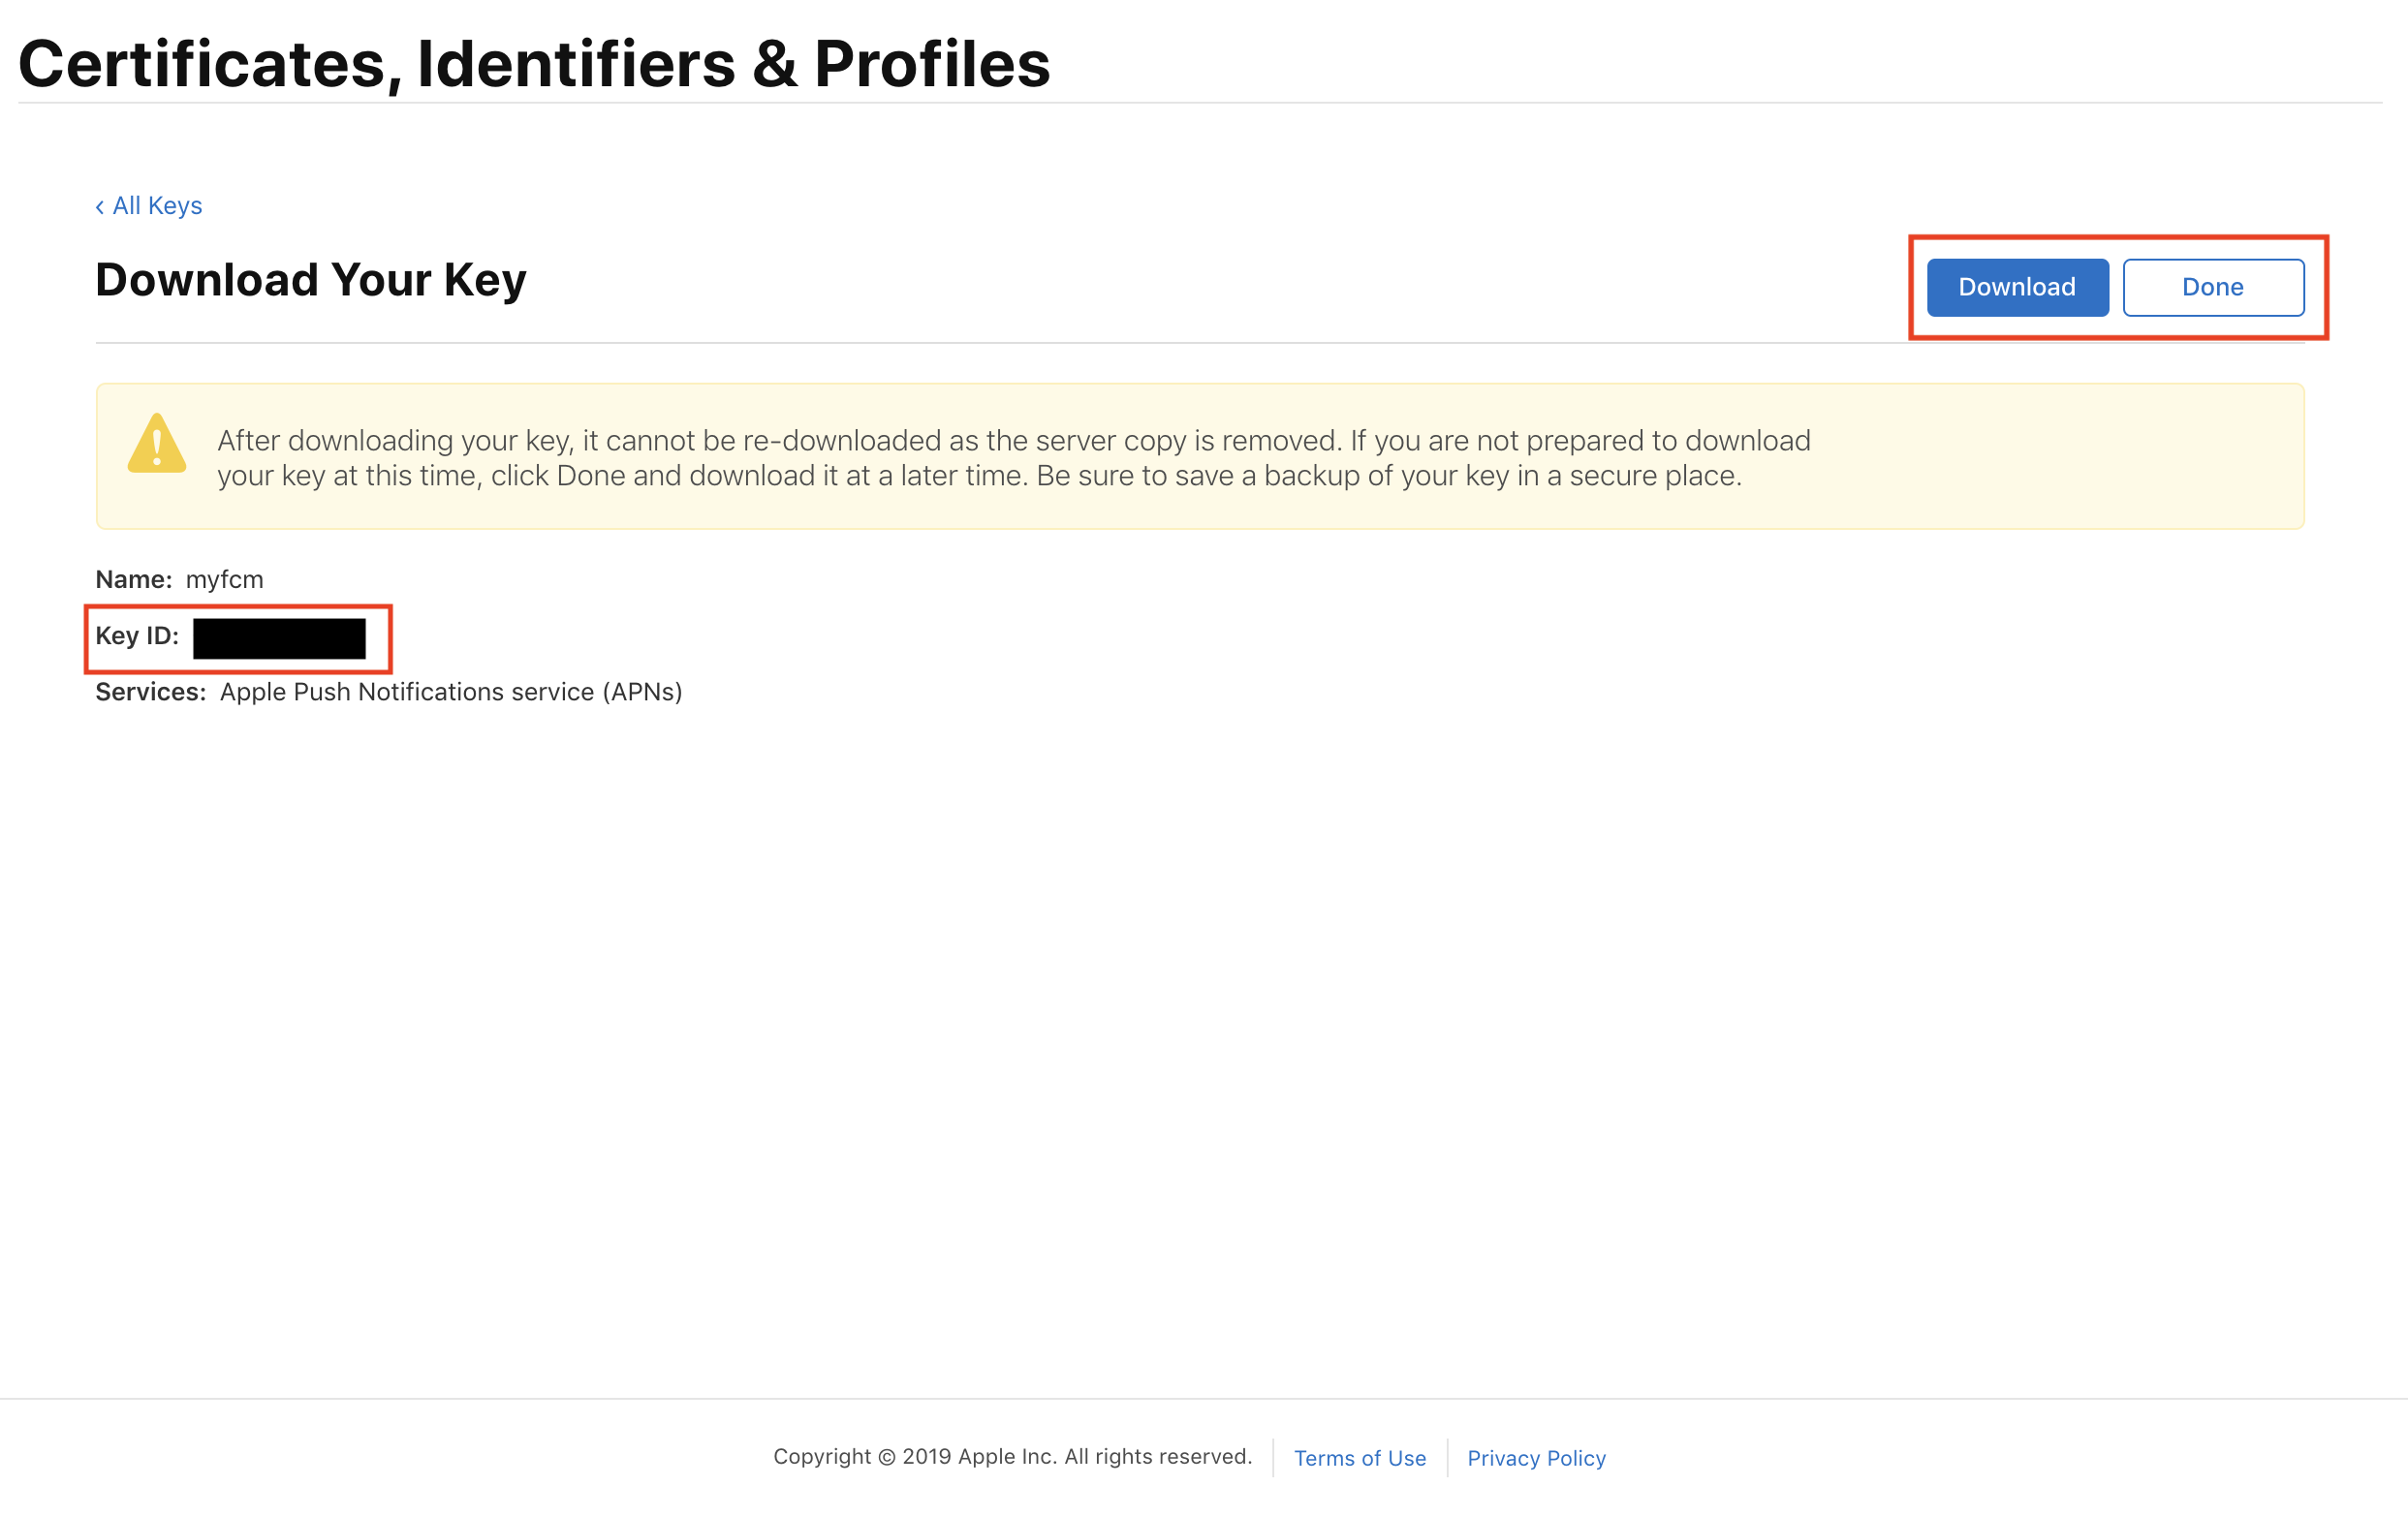 Certificates, Identifiers & Profiles
‹ All Keys
Download Your Key
Download
Done
After downloading your key, it cannot be re-downloaded as the server copy is removed. If you are not prepared to download
your key at this time, click Done and download it at a later time. Be sure to save a backup of your key in a secure place.
Name: myfcm
Key ID:
Services: Apple Push Notifications service (APNs)
Copyright © 2019 Apple Inc. All rights reserved. Terms of Use Privacy Policy